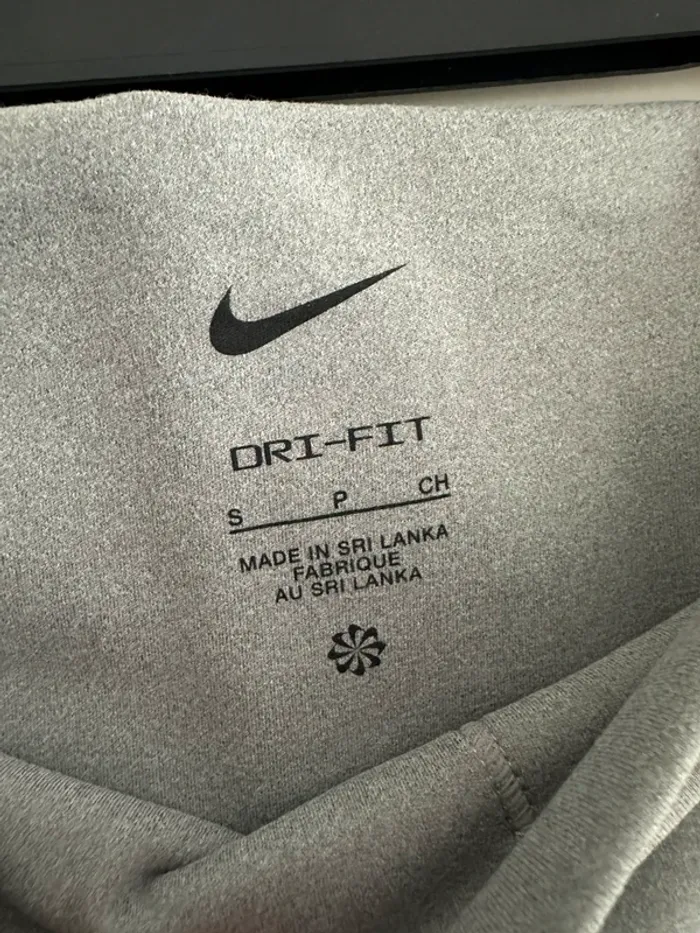 DRI-FIT
S P CH
MADE IN SRI LANKA
FABRIQUE
AU SRI LANKA